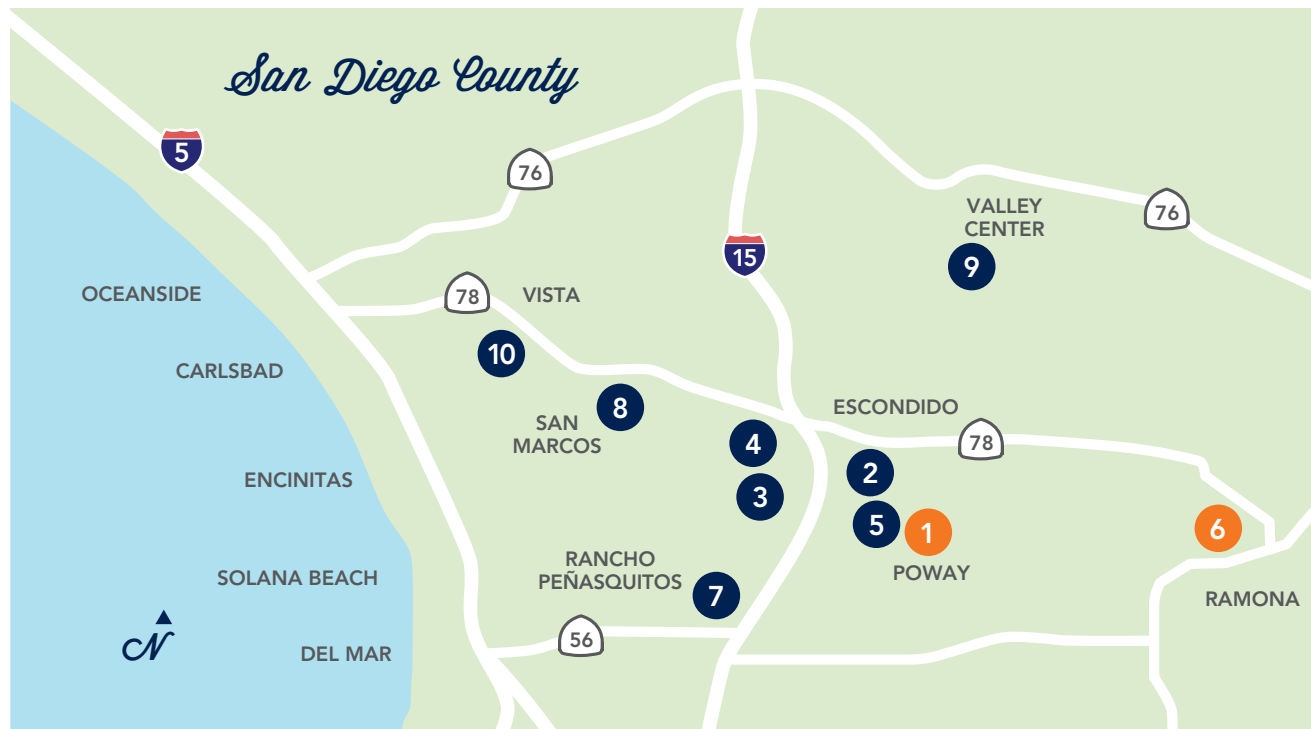 San Diego County
5
76
VALLEY
CENTER
76
15
9
OCEANSIDE
78
VISTA
10
CARLSBAD
8
SAN
MARCOS
ESCONDIDO
4
78
2
ENCINITAS
3
5
1
6
RANCHO
PEÑASQUITOS
POWAY
SOLANA BEACH
7
RAMONA
N
56
DEL MAR